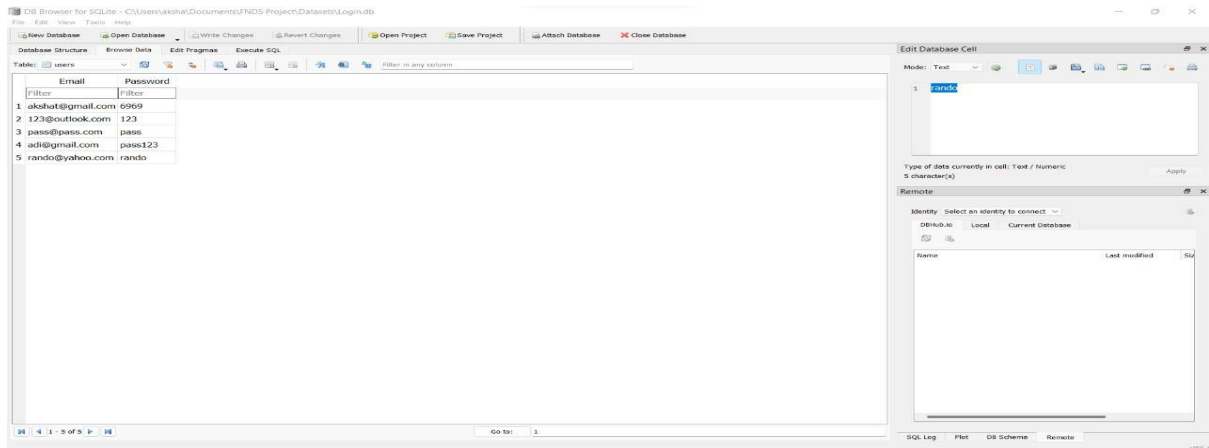 DB Browser for SQLite - C:\Users\aksha\Documents\FNDS Project\Datasets\Login.db
File Edit View Tools Help
New Database Open Database Write Changes Revert Changes Open Project Save Project Attach Database Close Database
Database Structure Browse Data Edit Pragmas Execute SQL
Table: users Filter in any column
Email Password
Filter Filter
1 akshat@gmail.com 6969
2 123@outlook.com 123
3 pass@pass.com pass
4 adi@gmail.com pass123
5 rando@yahoo.com rando
1 - 5 of 5 Go to: 1
Edit Database Cell
Mode: Text
1 rando
Type of data currently in cell: Text / Numeric
5 character(s)
Apply
Remote
Identity Select an identity to connect
DBHub.io Local Current Database
Name Last modified Siz
SQL Log Plot DB Schema Remote